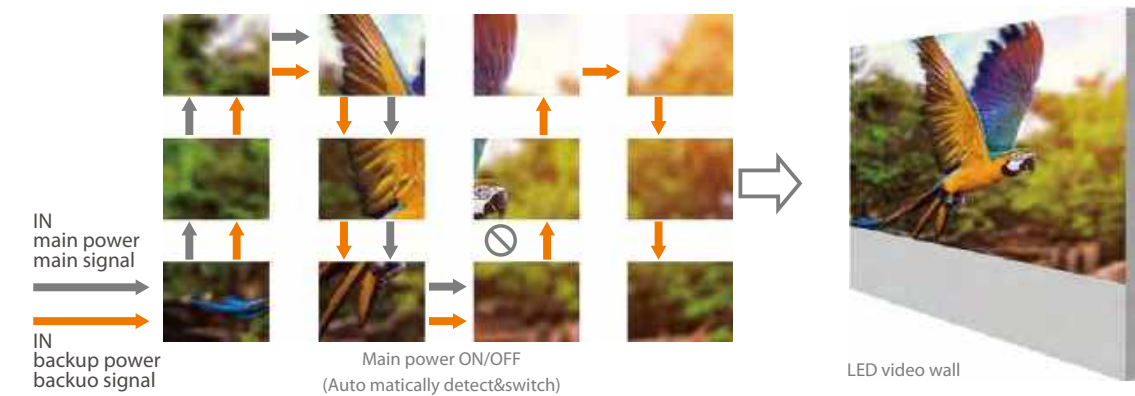 IN
main power
main signal
IN
backup power
backuo signal
Main power ON/OFF
(Auto matically detect&switch)
LED video wall